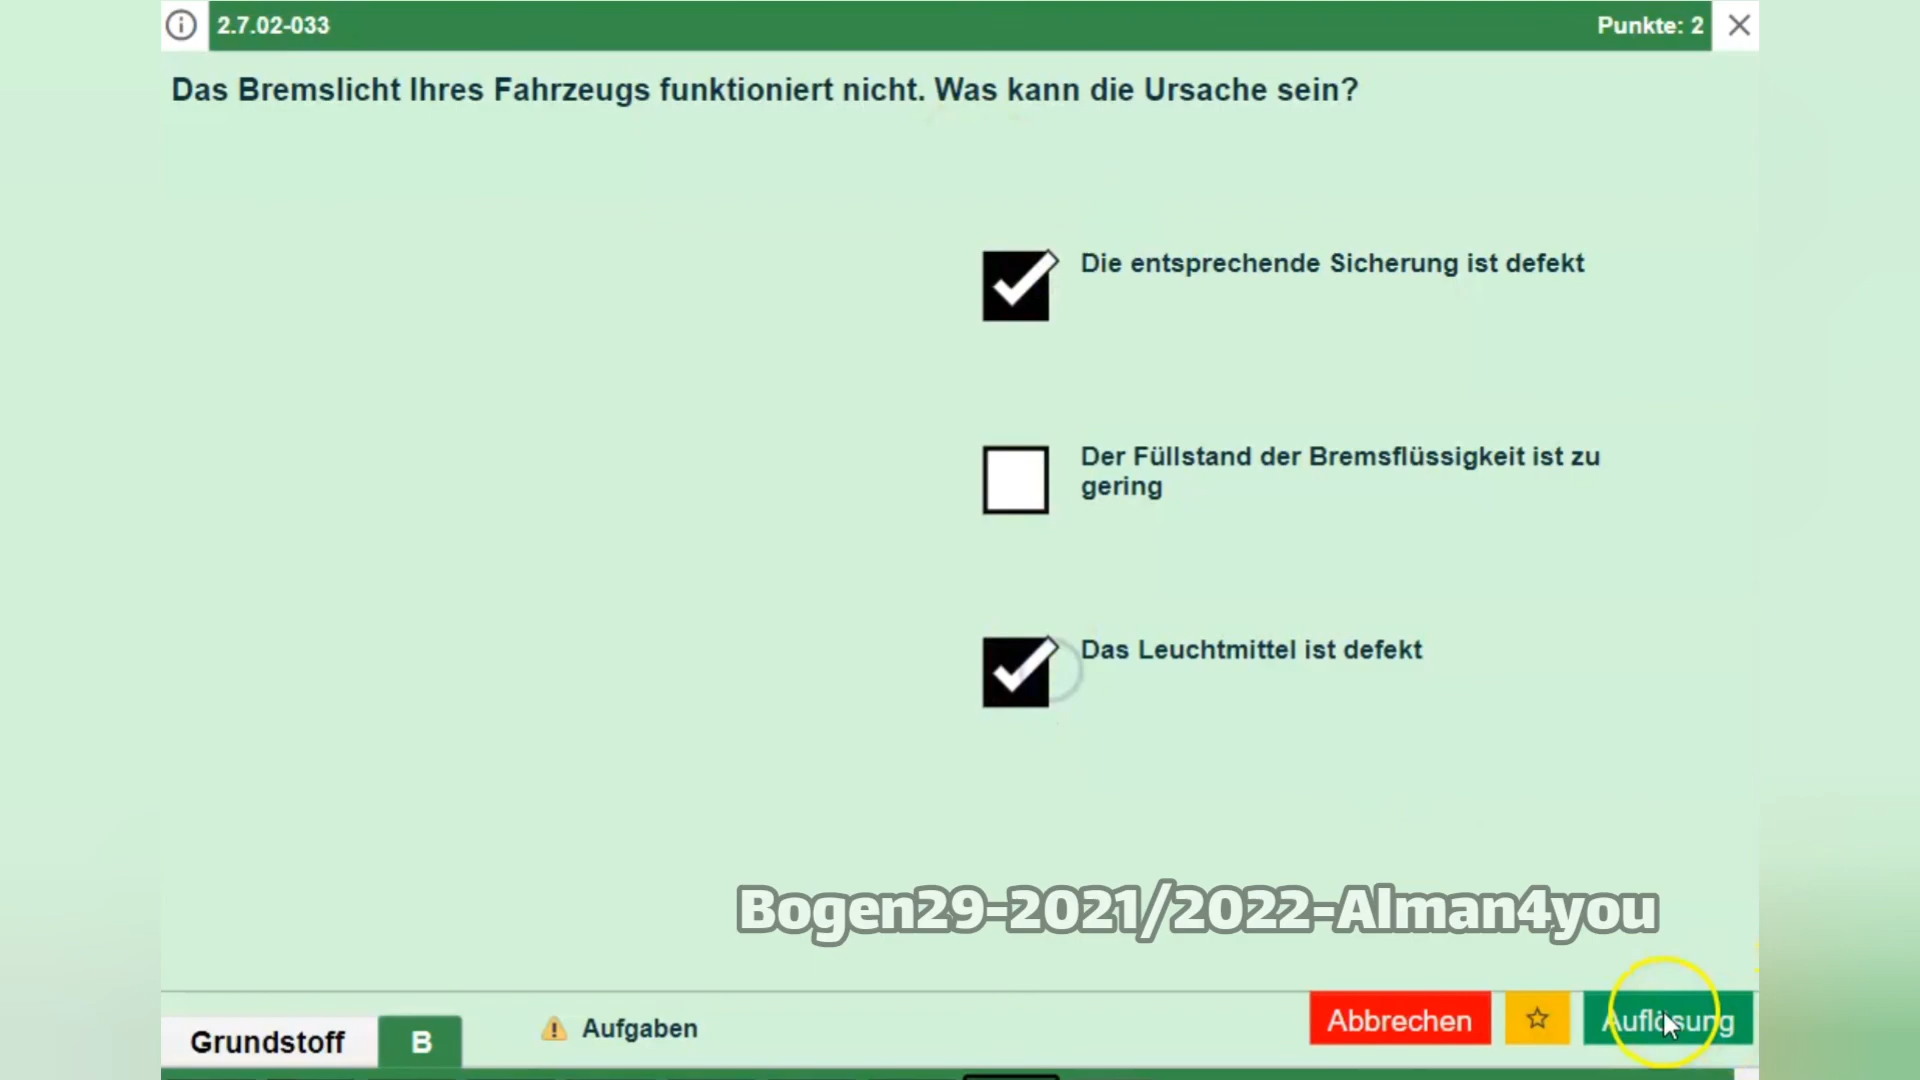 2.7.02-033
Punkte: 2
Das Bremslicht Ihres Fahrzeugs funktioniert nicht. Was kann die Ursache sein?
Die entsprechende Sicherung ist defekt
Der Füllstand der Bremsflüssigkeit ist zu
gering
Das Leuchtmittel ist defekt
Bogen29-2021/2022-Alman4you
Grundstoff
B
Aufgaben
Abbrechen
Auflösung